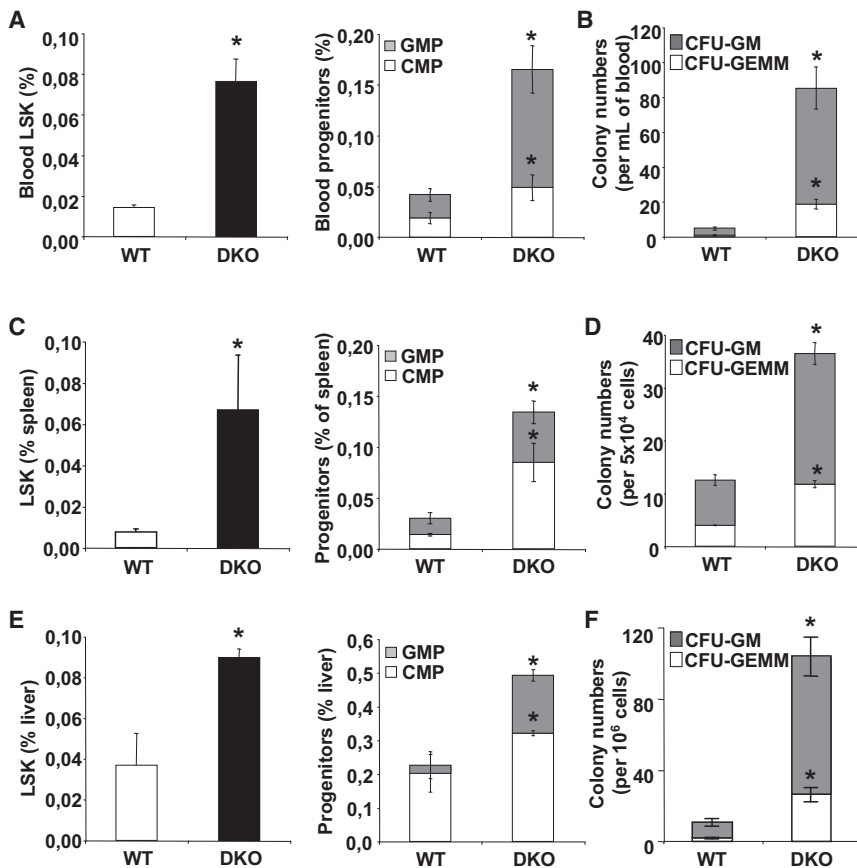 A
Blood LSK (%)
0,10
0,08
0,06
0,04
0,02
0,00
*
WT
DKO
Blood progenitors (%)
0,20
0,15
0,10
0,05
0,00
GMP
CMP
*
*
WT
DKO
B
Colony numbers
(per mL of blood)
120
100
80
60
40
20
0
CFU-GM
CFU-GEMM
*
*
WT
DKO
C
LSK (% spleen)
0,10
0,08
0,06
0,04
0,02
0,00
*
WT
DKO
Progenitors (% of spleen)
0,20
0,15
0,10
0,05
0,00
GMP
CMP
*
*
WT
DKO
D
Colony numbers
(per 5x10⁴ cells)
40
30
20
10
0
CFU-GM
CFU-GEMM
*
*
WT
DKO
E
LSK (% liver)
0,10
0,08
0,06
0,04
0,02
0,00
*
WT
DKO
Progenitors (% liver)
0,6
0,5
0,4
0,3
0,2
0,1
0,0
GMP
CMP
*
*
WT
DKO
F
Colony numbers
(per 10⁶ cells)
120
80
40
0
CFU-GM
CFU-GEMM
*
*
WT
DKO